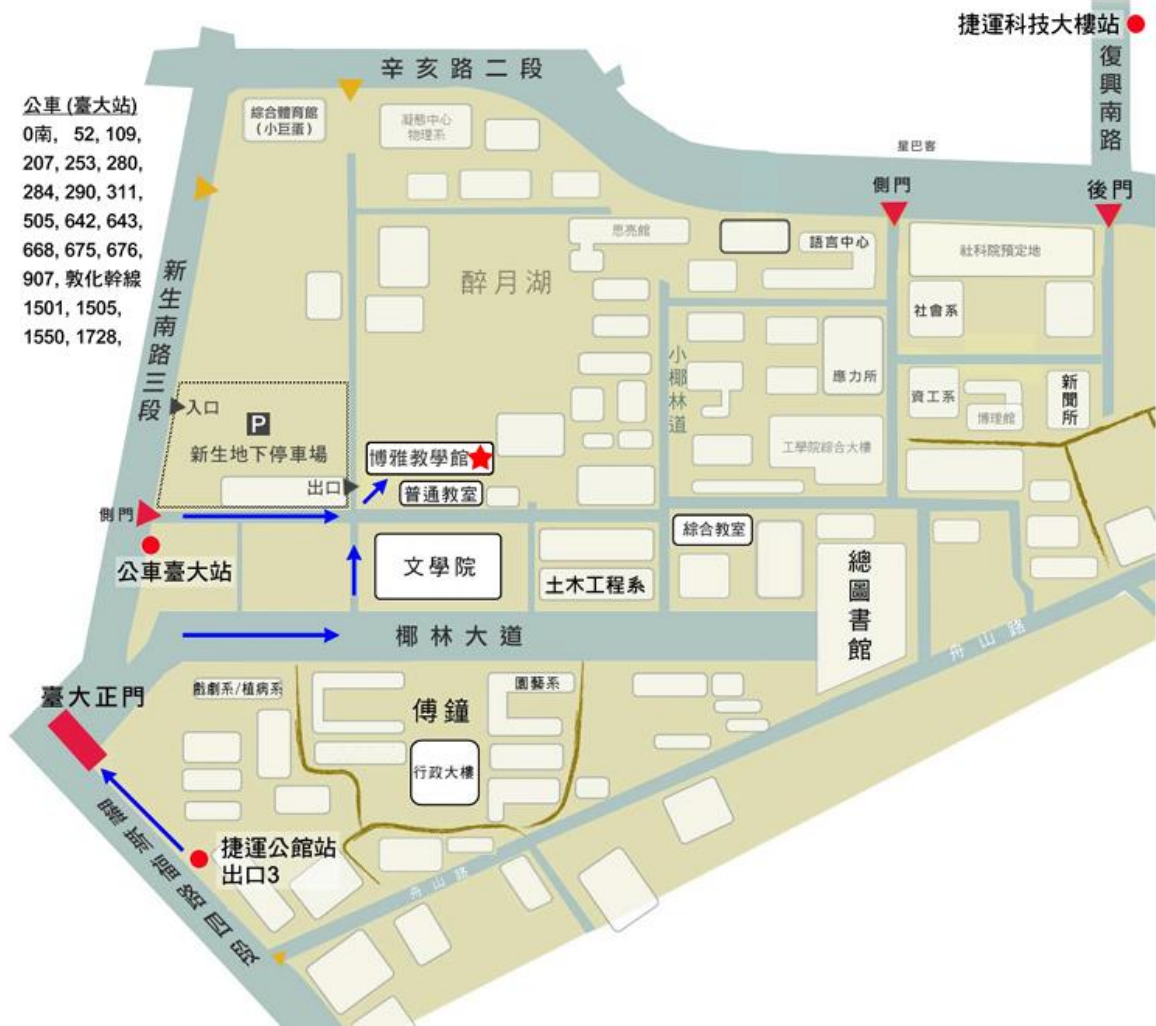 捷運科技大樓站
復興南路
辛亥路二段
公車 (臺大站)
0南, 52, 109,
207, 253, 280,
284, 290, 311,
505, 642, 643,
668, 675, 676,
907, 敦化幹線
1501, 1505,
1550, 1728,
綜合體育館
(小巨蛋)
凝態中心
物理系
星巴客
側門
後門
思亮館
語言中心
社科院預定地
新生南路三段
醉月湖
社會系
小椰林道
應力所
資工系
博理館
新聞所
入口
P
新生地下停車場
博雅教學館
工學院綜合大樓
出口
普通教室
側門
綜合教室
公車臺大站
文學院
土木工程系
總圖書館
椰林大道
舟山路
臺大正門
戲劇系/植病系
傅鐘
園藝系
行政大樓
捷運公館站
出口3
舟山路
羅斯福路四段